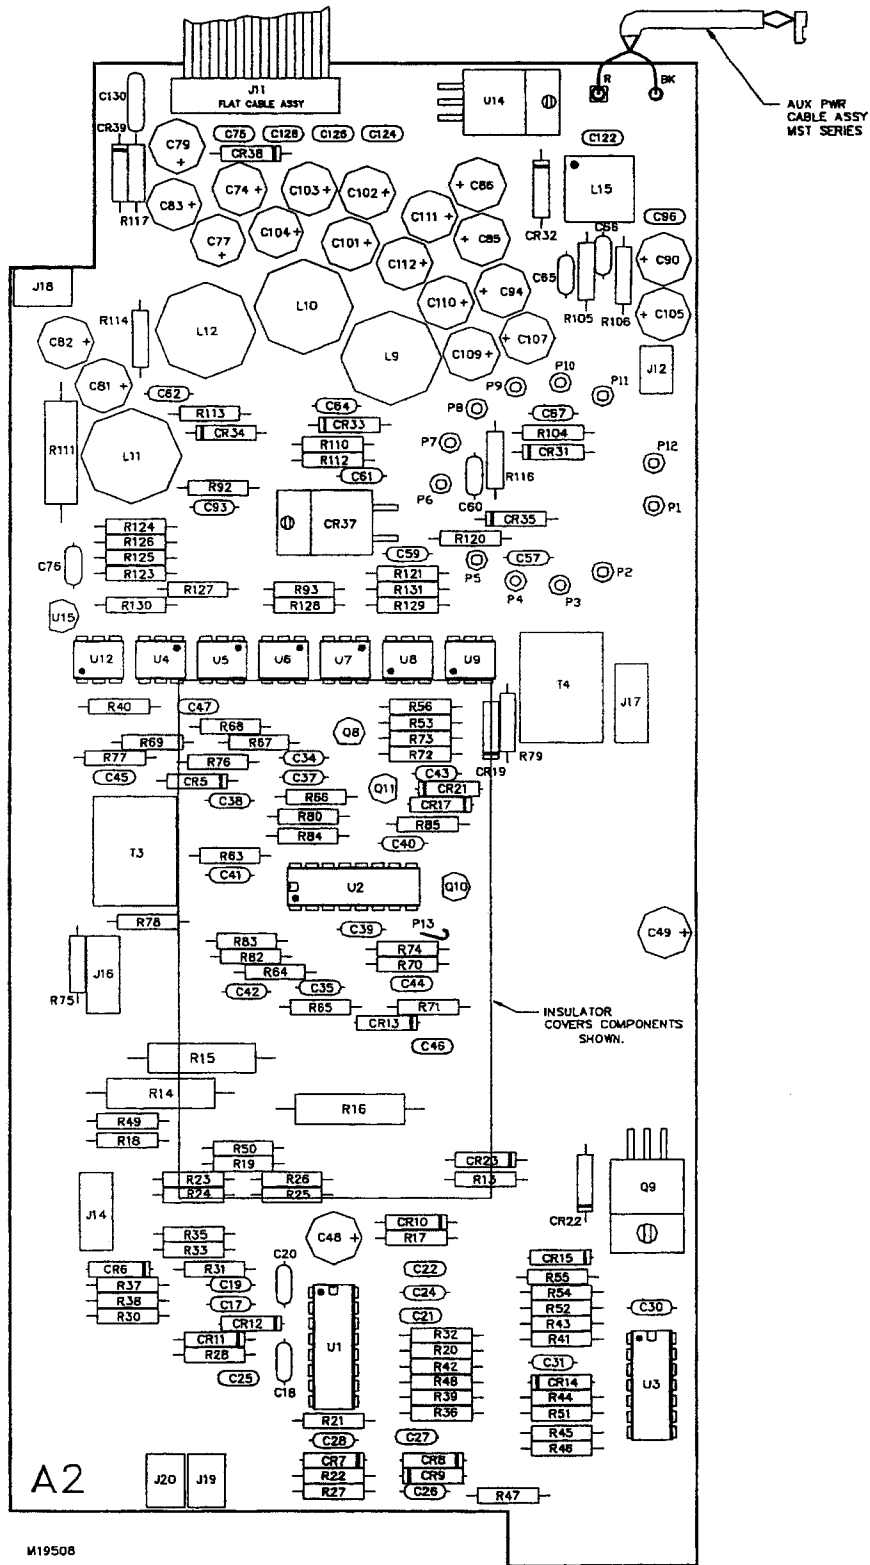 J11
FLAT CABLE ASSY
U14
R
BK
AUX PWR
CABLE ASSY
MST SERIES
C130
CR39
C79
C75
C128
C126
C124
CR38
C122
R117
C83
C74
C103
C102
C86
CR32
L15
C96
C77
C104
C101
C111
C85
C66
C65
C90
C112
R105
R106
J18
R114
L12
L10
C110
C94
C105
C82
L9
C109
C107
J12
C81
P9
P10
P11
C62
R113
CR34
C64
CR33
P8
C67
R104
CR31
R111
L11
R110
R112
P7
R116
P12
C61
P6
C60
R92
C93
CR37
P1
CR35
R124
R126
R125
R123
R120
C76
C59
P5
C57
P2
R121
R131
R129
P4
P3
R127
R93
R128
R130
U15
U12
U4
U5
U6
U7
U8
U9
T4
J17
R40
C47
R56
R53
R73
R72
R68
R69
R67
Q8
R79
CR19
R77
R76
C34
C45
CR5
C37
C43
Q11
CR21
CR17
C38
R66
R80
R85
R84
C40
T3
R63
C41
U2
Q10
R78
C39
P13
C49
R83
R82
R74
R70
R75
J16
R64
C35
C44
C42
R65
R71
CR13
INSULATOR
COVERS COMPONENTS
SHOWN.
C46
R15
R14
R16
R49
R18
R50
R19
CR23
R13
Q9
R23
R24
R26
R25
J14
CR22
C48
CR10
R17
R35
R33
CR6
R37
R38
R30
R31
C19
C17
C20
C22
C24
C21
CR15
R55
R54
R52
R43
R41
C30
CR12
CR11
R28
U1
R32
R20
R42
R48
R39
R36
C31
CR14
R44
R51
U3
C25
C18
R21
C28
C27
R45
R46
CR7
R22
R27
CR8
CR9
C26
R47
A2
J20
J19
M19508